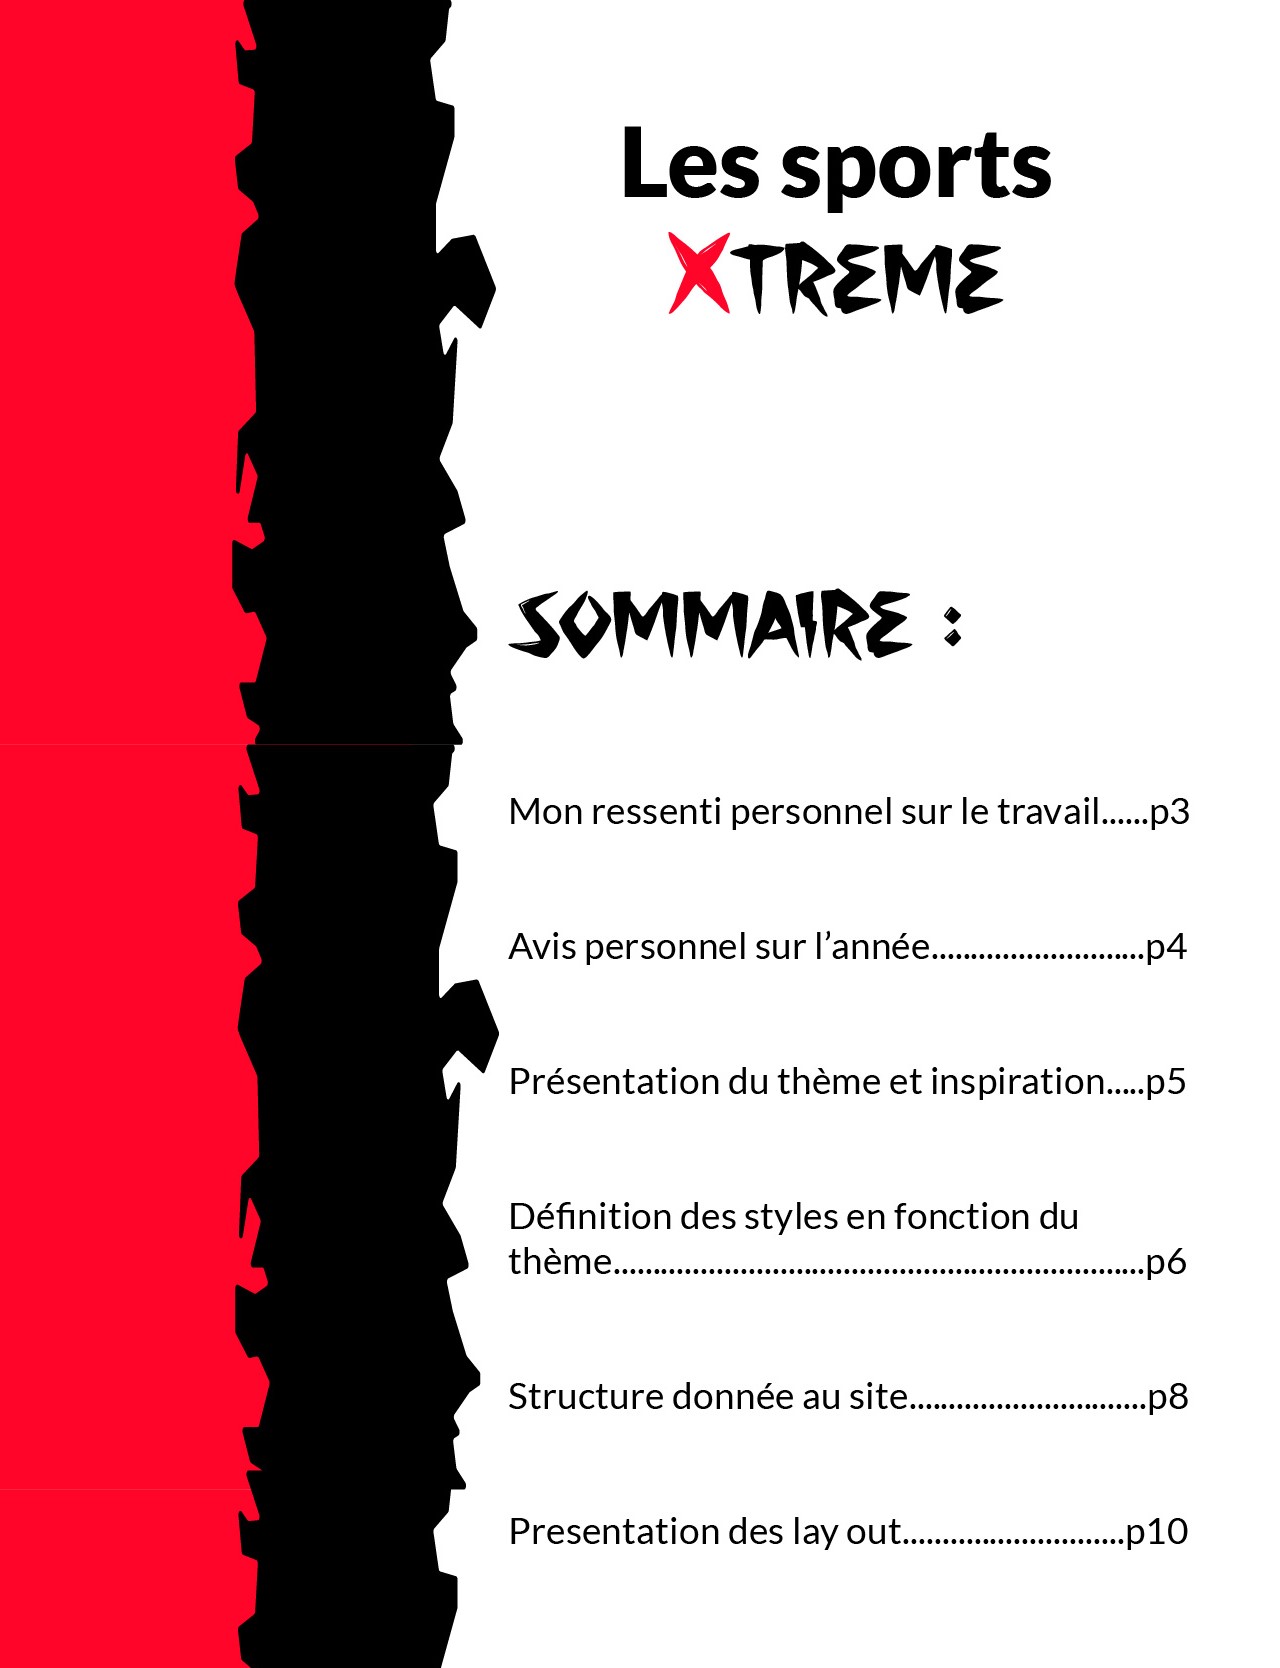 Les sports
XTREME
SOMMAIRE :
Mon ressenti personnel sur le travail......p3
Avis personnel sur l’année...........................p4
Présentation du thème et inspiration.....p5
Définition des styles en fonction du
thème...................................................................p6
Structure donnée au site..............................p8
Presentation des lay out............................p10